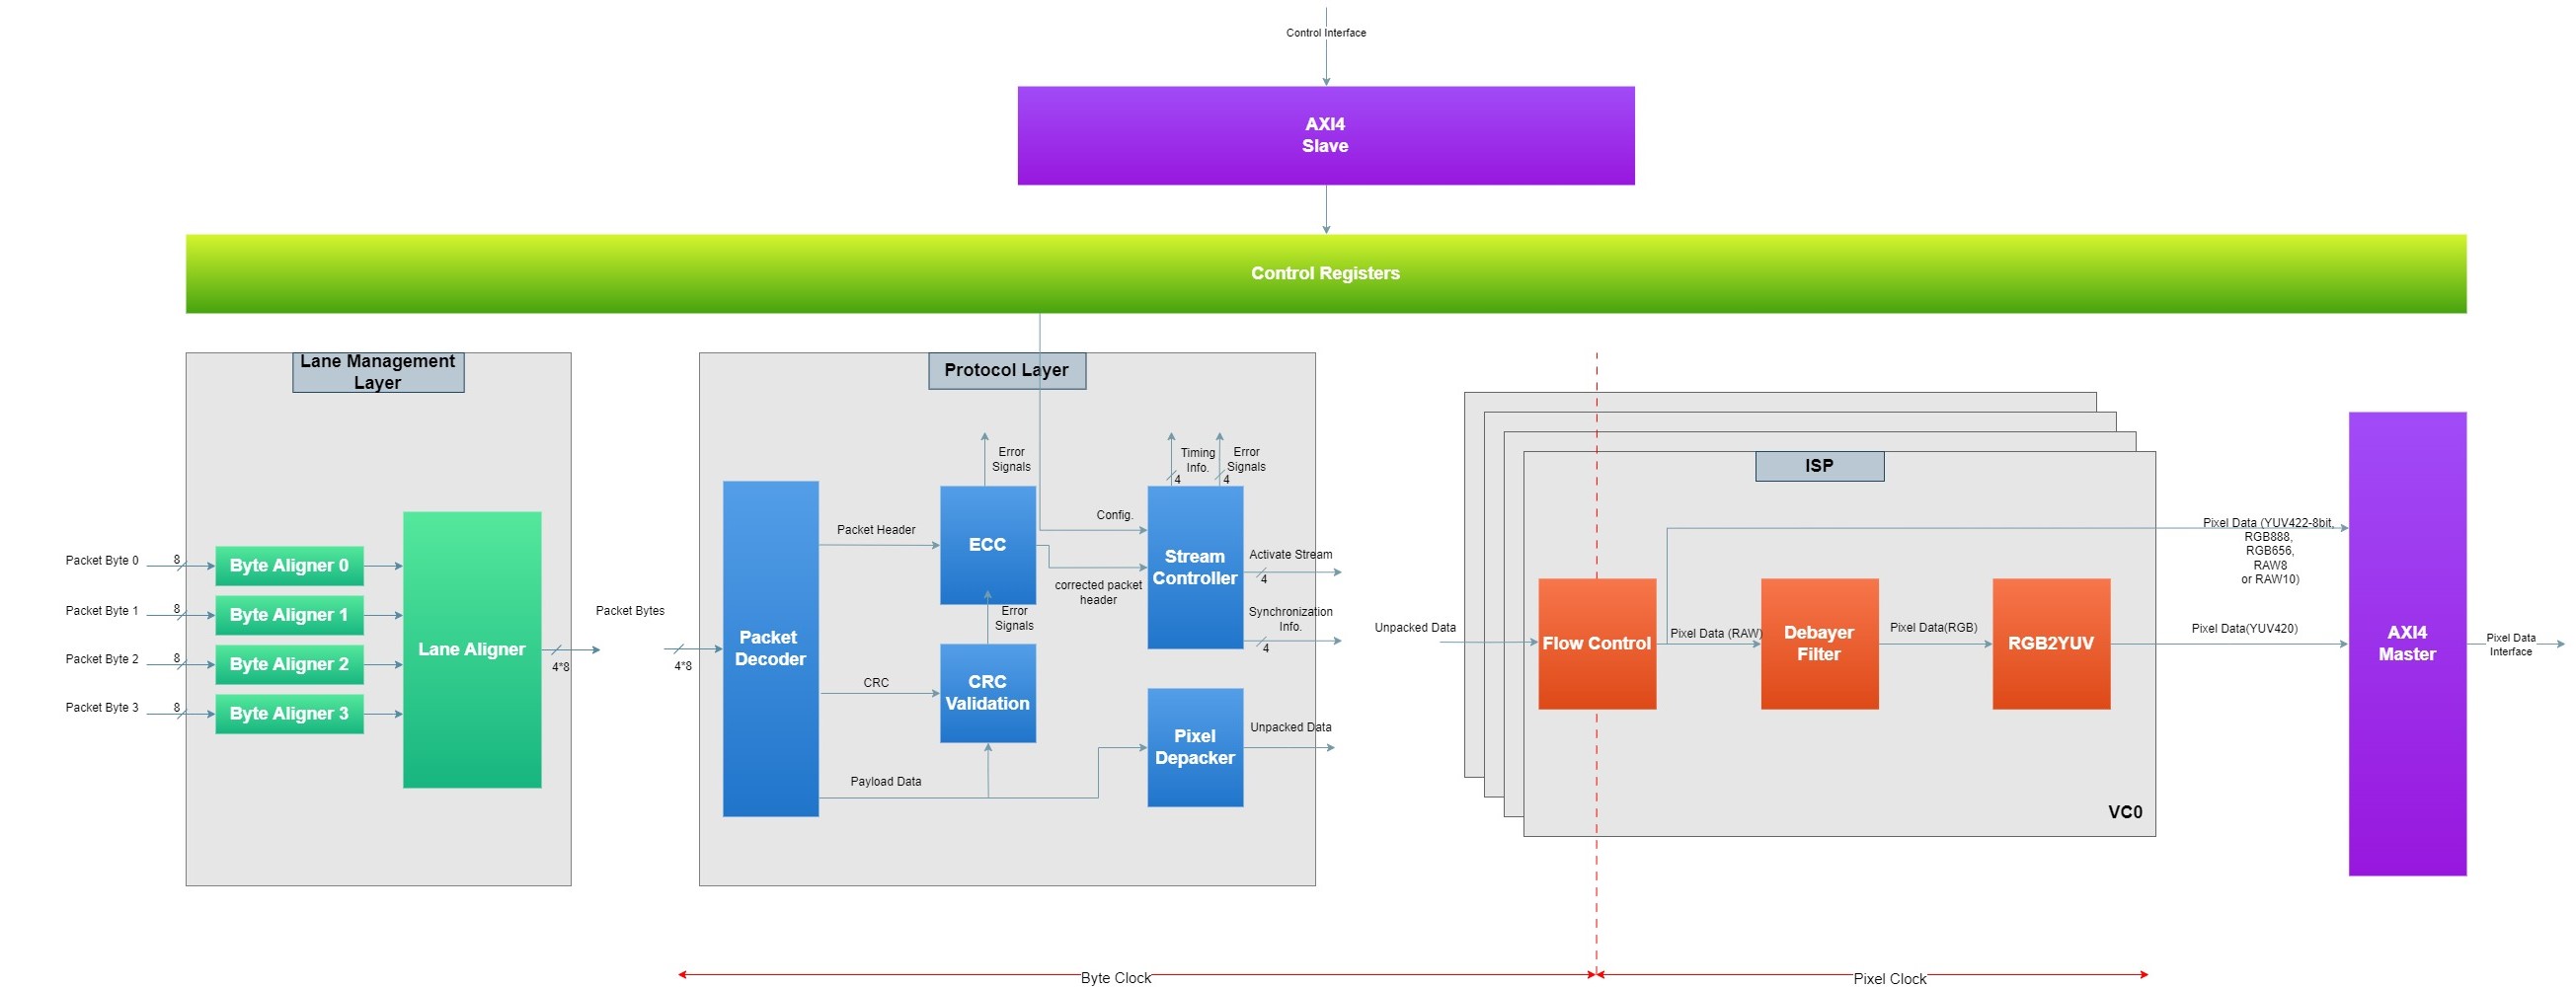 Control Interface
AXI4
Slave
Control Registers
Lane Management
Layer
Packet Byte 0
8
Byte Aligner 0
Packet Byte 1
8
Byte Aligner 1
Packet Byte 2
8
Byte Aligner 2
Packet Byte 3
8
Byte Aligner 3
Lane Aligner
4*8
Packet Bytes
4*8
Protocol Layer
Packet
Decoder
Packet Header
CRC
Payload Data
Error
Signals
ECC
Error
Signals
CRC
Validation
Config.
corrected packet
header
Timing
Info.
4
Error
Signals
4
Stream
Controller
Activate Stream
4
Synchronization
Info.
4
Pixel
Depacker
Unpacked Data
Unpacked Data
ISP
Flow Control
Pixel Data (RAW)
Debayer
Filter
Pixel Data(RGB)
RGB2YUV
VC0
Pixel Data (YUV422-8bit,
RGB888,
RGB656,
RAW8
or RAW10)
Pixel Data(YUV420)
AXI4
Master
Pixel Data
Interface
Byte Clock
Pixel Clock